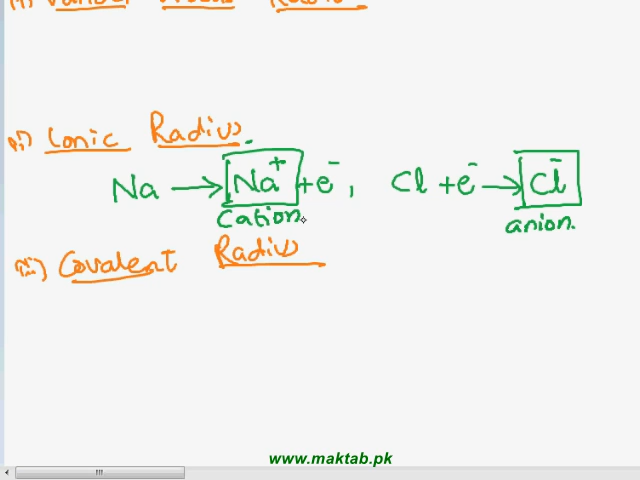 ii) Ionic Radius.
Na → Na⁺ + e⁻, Cl + e⁻ → Cl⁻
Cation anion.
iii) Covalent Radius
www.maktab.pk